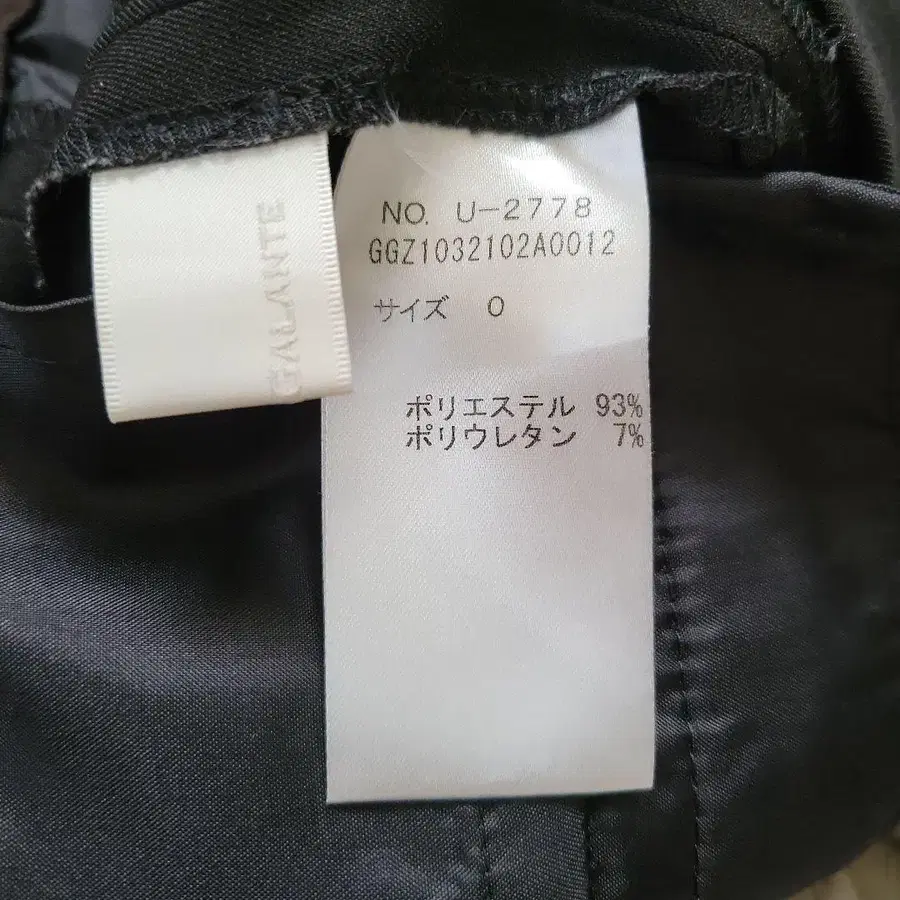 GALANTE
NO. U-2778
GGZ1032102A0012
サイズ 0
ポリエステル 93%
ポリウレタン 7%